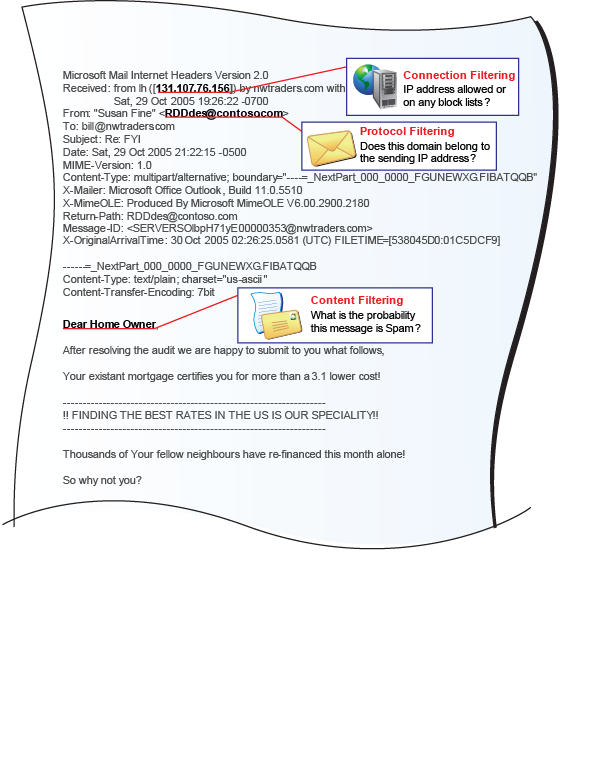 Microsoft Mail Internet Headers Version 2.0
Received: from lh ([131.107.76.156]) by nwtraders.com with
Sat, 29 Oct 2005 19:26:22 -0700
From: "Susan Fine" <RDDdes@contosocom>
To: bill@nwtraders.com
Subject: Re: FYI
Date: Sat, 29 Oct 2005 21:22:15 -0500
MIME-Version: 1.0
Content-Type: multipart/alternative; boundary="----=_NextPart_000_0000_FGUNEWXG.FIBATQQB"
X-Mailer: Microsoft Office Outlook, Build 11.0.5510
X-MimeOLE: Produced By Microsoft MimeOLE V6.00.2900.2180
Return-Path: RDDdes@contoso.com
Message-ID: <SERVERSOlbpH71yE00000353@nwtraders.com>
X-OriginalArrivalTime: 30 Oct 2005 02:26:25.0581 (UTC) FILETIME=[538045D0:01C5DCF9]
Connection Filtering
IP address allowed or
on any block lists?
Protocol Filtering
Does this domain belong to
the sending IP address?
------=_NextPart_000_0000_FGUNEWXG.FIBATQQB
Content-Type: text/plain; charset="us-ascii"
Content-Transfer-Encoding: 7bit
Content Filtering
What is the probability
this message is Spam?
Dear Home Owner,
After resolving the audit we are happy to submit to you what follows,
Your existant mortgage certifies you for more than a 3.1 lower cost!
------------------------------------------------------------------
!! FINDING THE BEST RATES IN THE US IS OUR SPECIALITY!!
------------------------------------------------------------------
Thousands of Your fellow neighbours have re-financed this month alone!
So why not you?